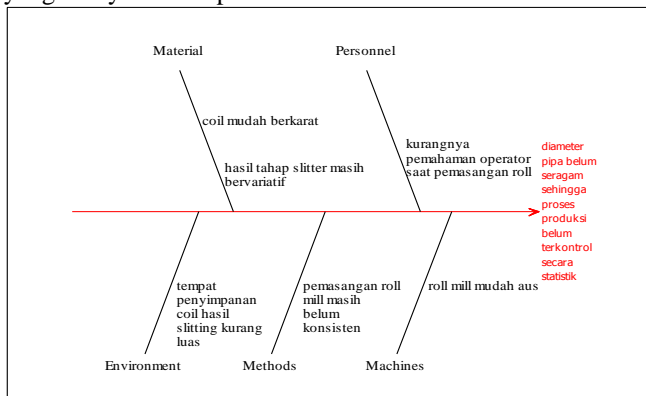 Material
Personnel
coil mudah berkarat
hasil tahap slitter masih
bervariatif
kurangnya
pemahaman operator
saat pemasangan roll
diameter
pipa belum
seragam
sehingga
proses
produksi
belum
terkontrol
secara
statistik
tempat
penyimpanan
coil hasil
slitting kurang
luas
pemasangan roll
mill masih
belum
konsisten
roll mill mudah aus
Environment
Methods
Machines